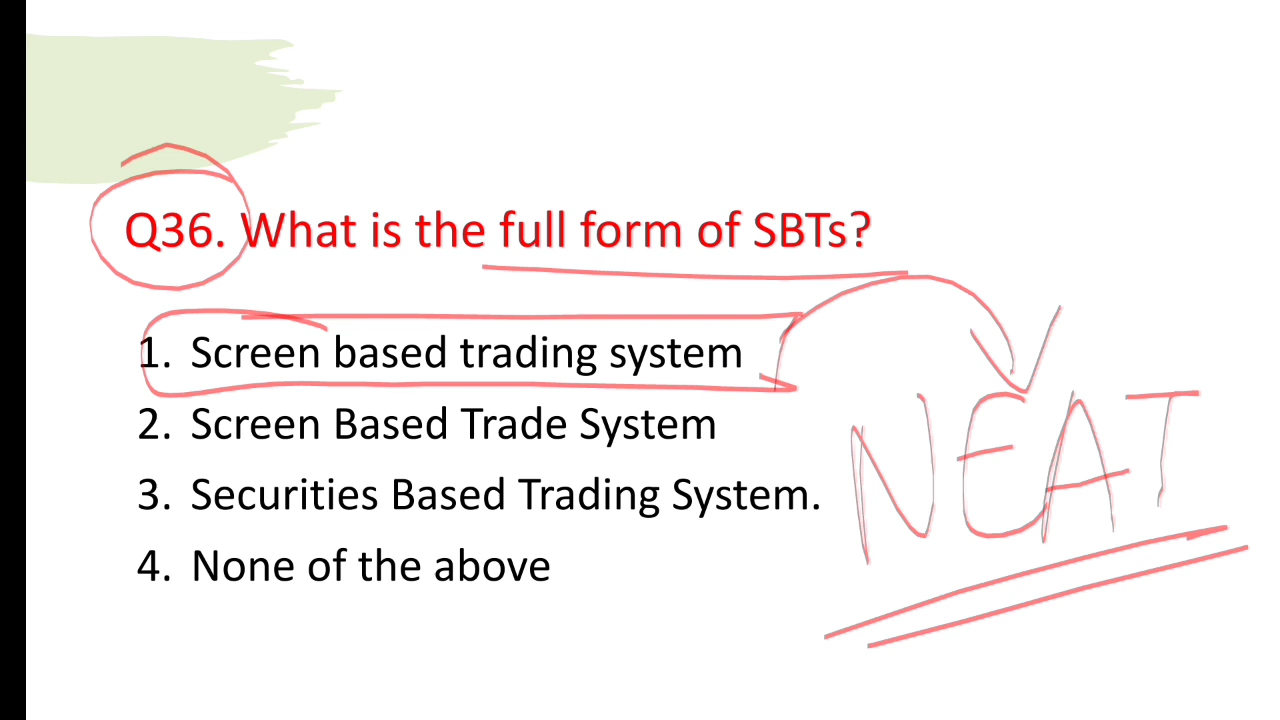 Q36. What is the full form of SBTs?
1. Screen based trading system
2. Screen Based Trade System
3. Securities Based Trading System.
4. None of the above
NEAT